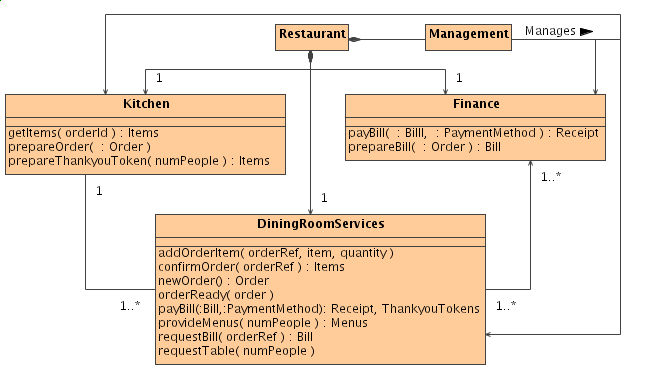 Restaurant
Management
Manages
1
1
Kitchen
getItems( orderId ) : Items
prepareOrder(  : Order )
prepareThankyouToken( numPeople ) : Items
Finance
payBill(  : Billl,  : PaymentMethod ) : Receipt
prepareBill(  : Order ) : Bill
1
1
1..*
DiningRoomServices
addOrderItem( orderRef, item, quantity )
confirmOrder( orderRef ) : Items
newOrder() : Order
orderReady( order )
payBill(:Bill,:PaymentMethod): Receipt, ThankyouTokens
provideMenus( numPeople ) : Menus
requestBill( orderRef ) : Bill
requestTable( numPeople )
1..*
1..*